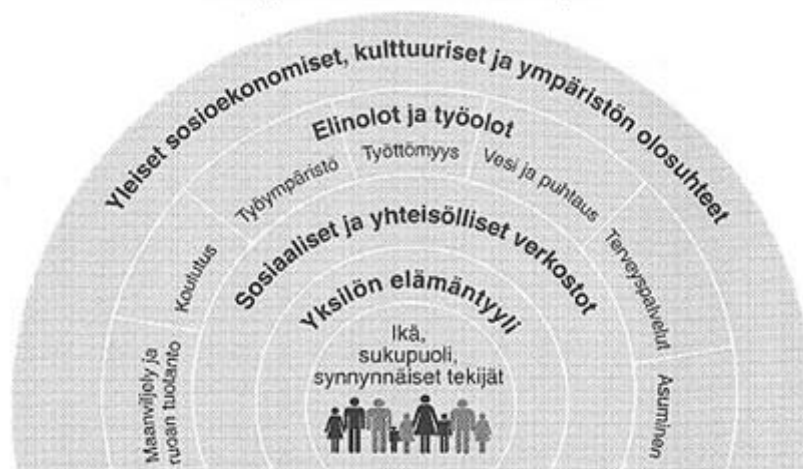 Yleiset sosioekonomiset, kulttuuriset ja ympäristön olosuhteet
Elinolot ja työolot
Maanviljely ja
ruoan tuotanto
Koulutus
Työympäristö
Työttömyys
Vesi ja puhtaus
Terveyspalvelut
Asuminen
Sosiaaliset ja yhteisölliset verkostot
Yksilön elämäntyyli
Ikä,
sukupuoli,
synnynnäiset tekijät